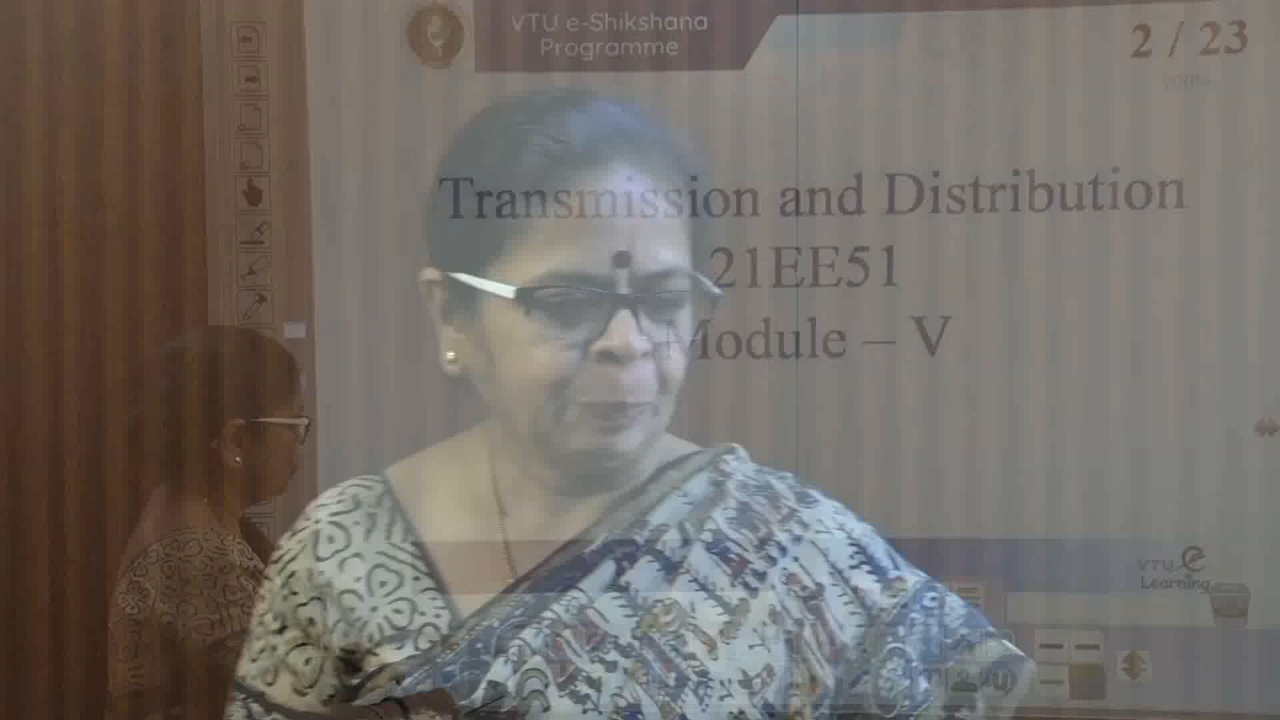 VTU e-Shikshana
Programme
2 / 23
Transmission and Distribution
21EE51
Module – V
VTU
Learning